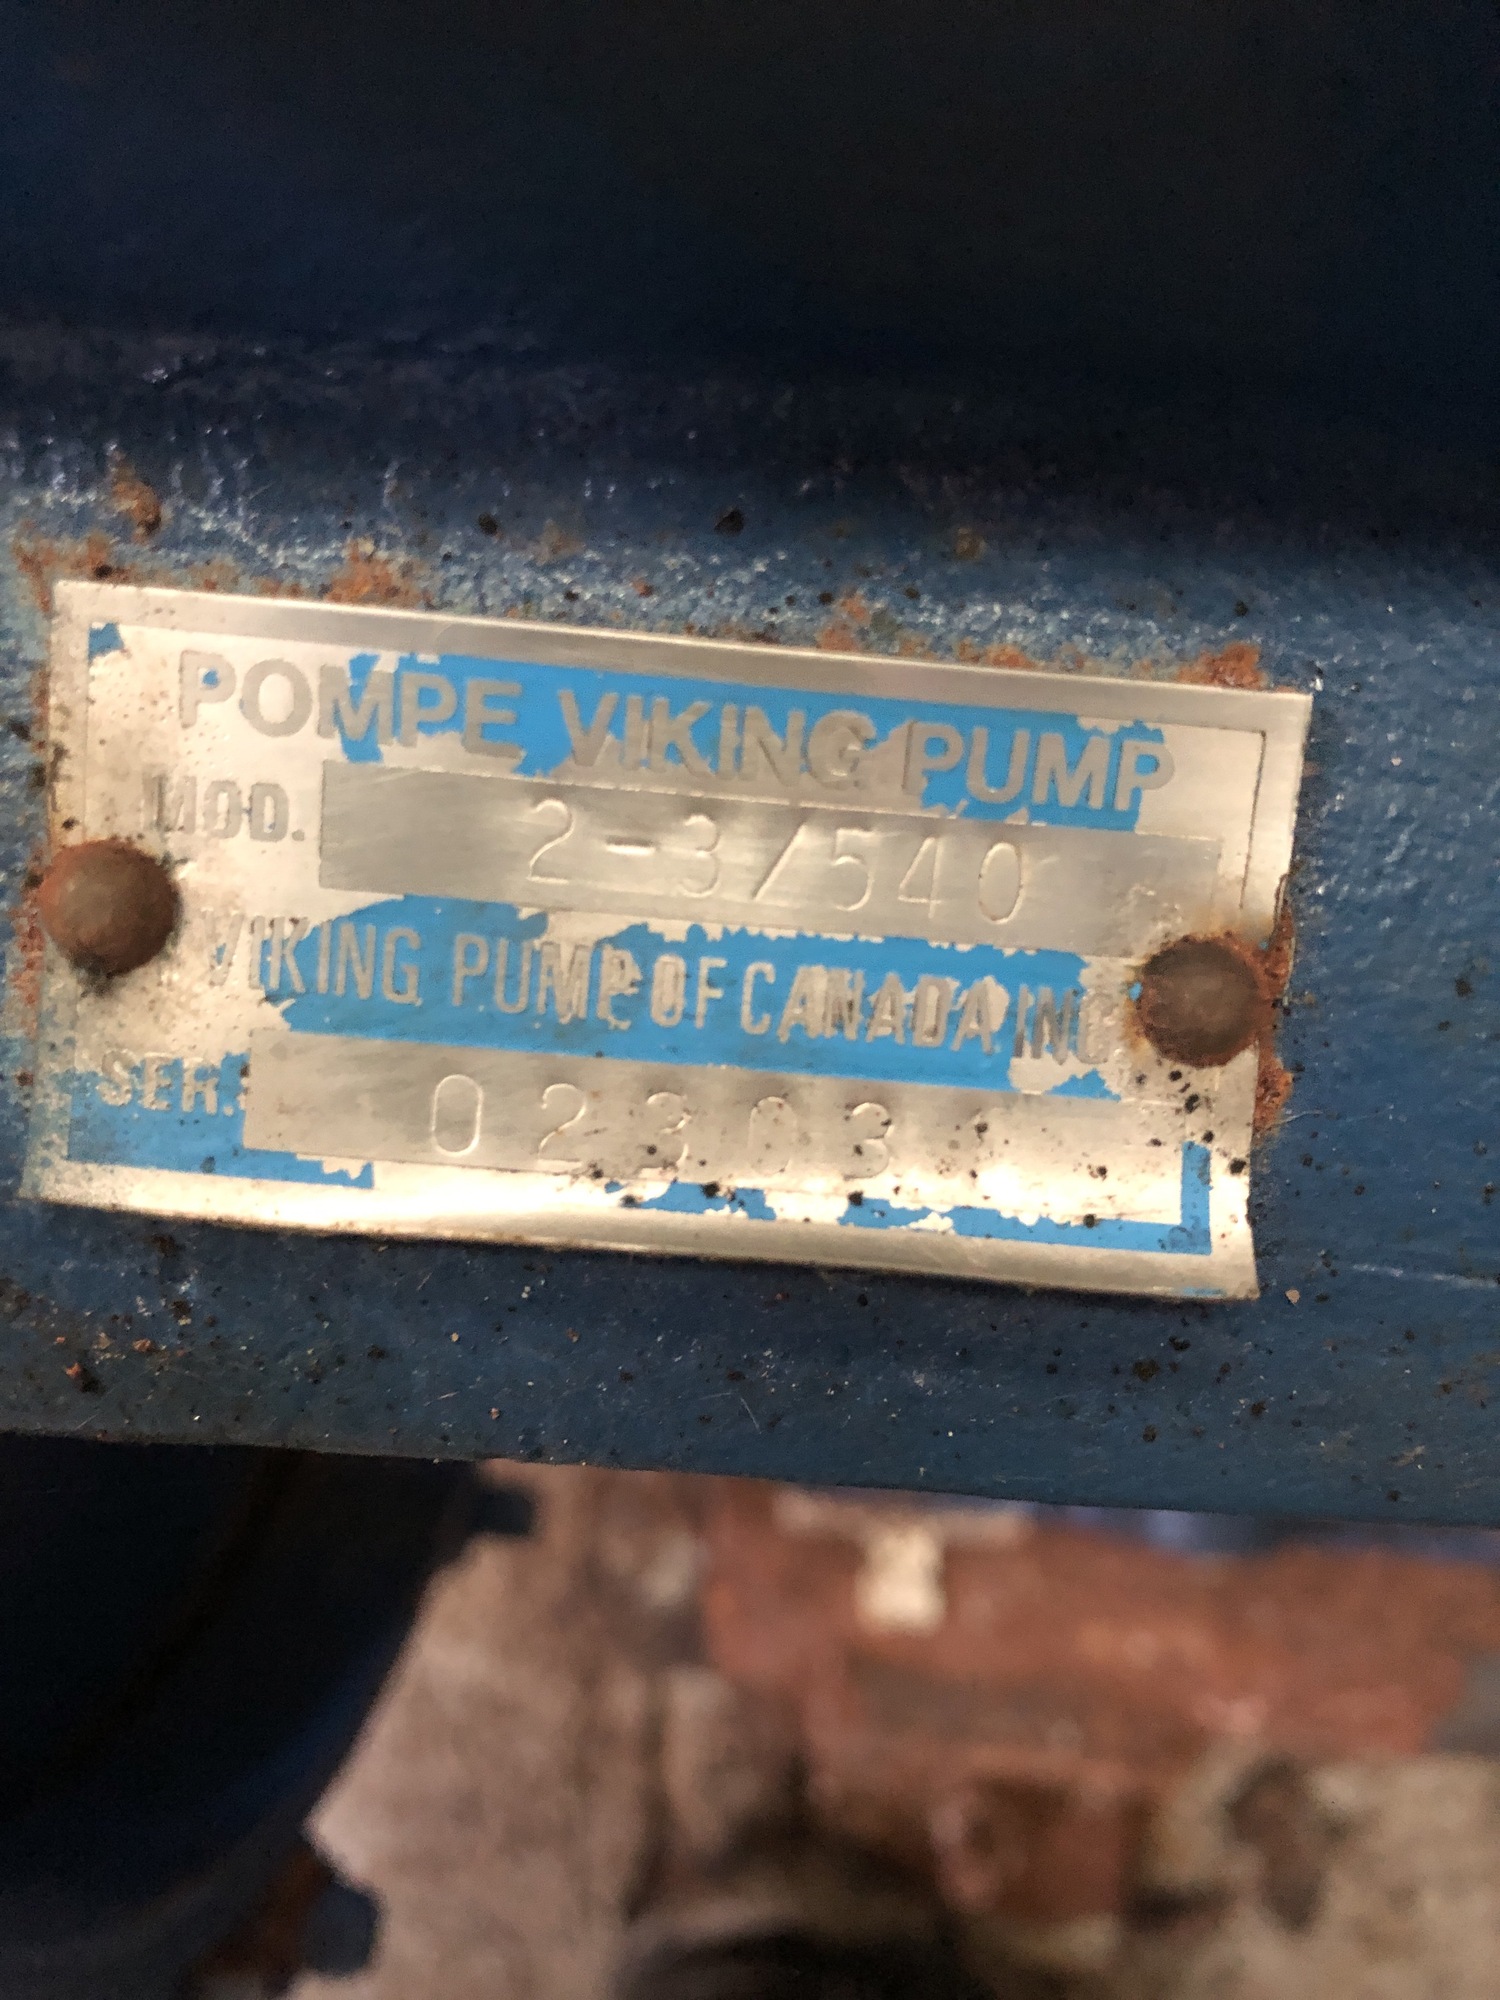 POMPE VIKING PUMP
MOD. 2-3/540
VIKING PUMP OF CANADA INC
SER. 02303